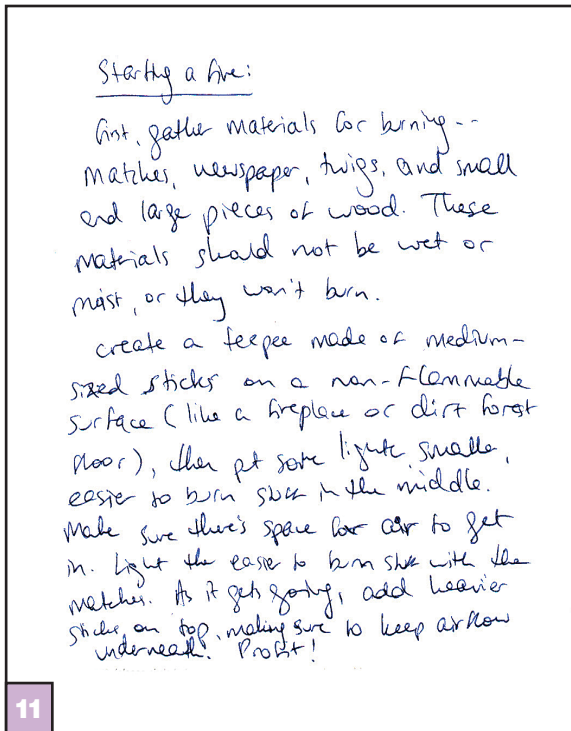 Starting a fire:
First, gather materials for burning--
matches, newspaper, twigs, and small
and large pieces of wood. These
materials should not be wet or
moist, or they won't burn.
create a teepee made of medium-
sized sticks on a non-flammable
surface (like a fireplace or dirt forest
floor), then put some lighter, smaller,
easier to burn stuff in the middle.
Make sure there's space for air to get
in. Light the easier to burn stuff with the
matches. As it gets going, add heavier
sticks on top, making sure to keep airflow
underneath. Profit!
11